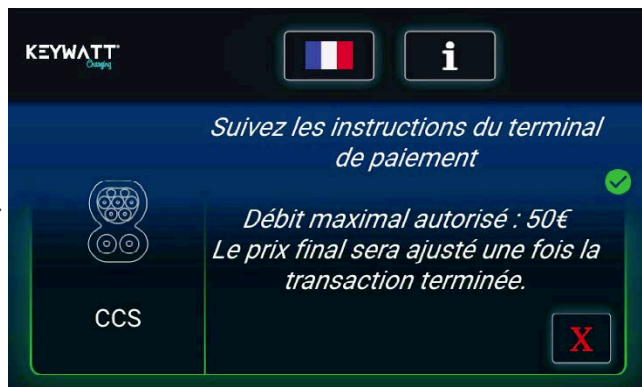 KEYWATT
Charging
i
Suivez les instructions du terminal
de paiement
Débit maximal autorisé : 50€
Le prix final sera ajusté une fois la
transaction terminée.
CCS
X